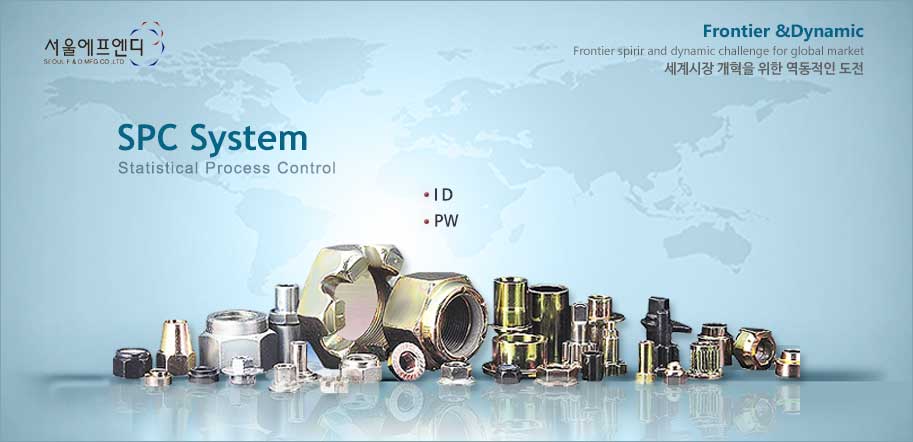 서울에프엔디
SEOUL F & D MFG.CO.,LTD
Frontier &Dynamic
Frontier spirir and dynamic challenge for global market
세계시장 개혁을 위한 역동적인 도전
SPC System
Statistical Process Control
• ID
• PW